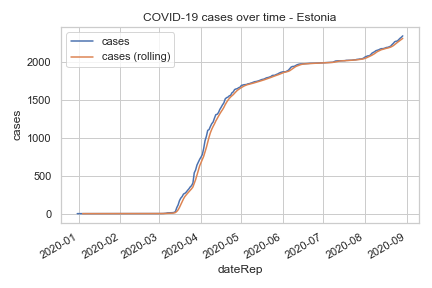 COVID-19 cases over time - Estonia
cases
cases (rolling)
2000
1500
1000
500
0
cases
2020-01
2020-02
2020-03
2020-04
2020-05
2020-06
2020-07
2020-08
2020-09
dateRep